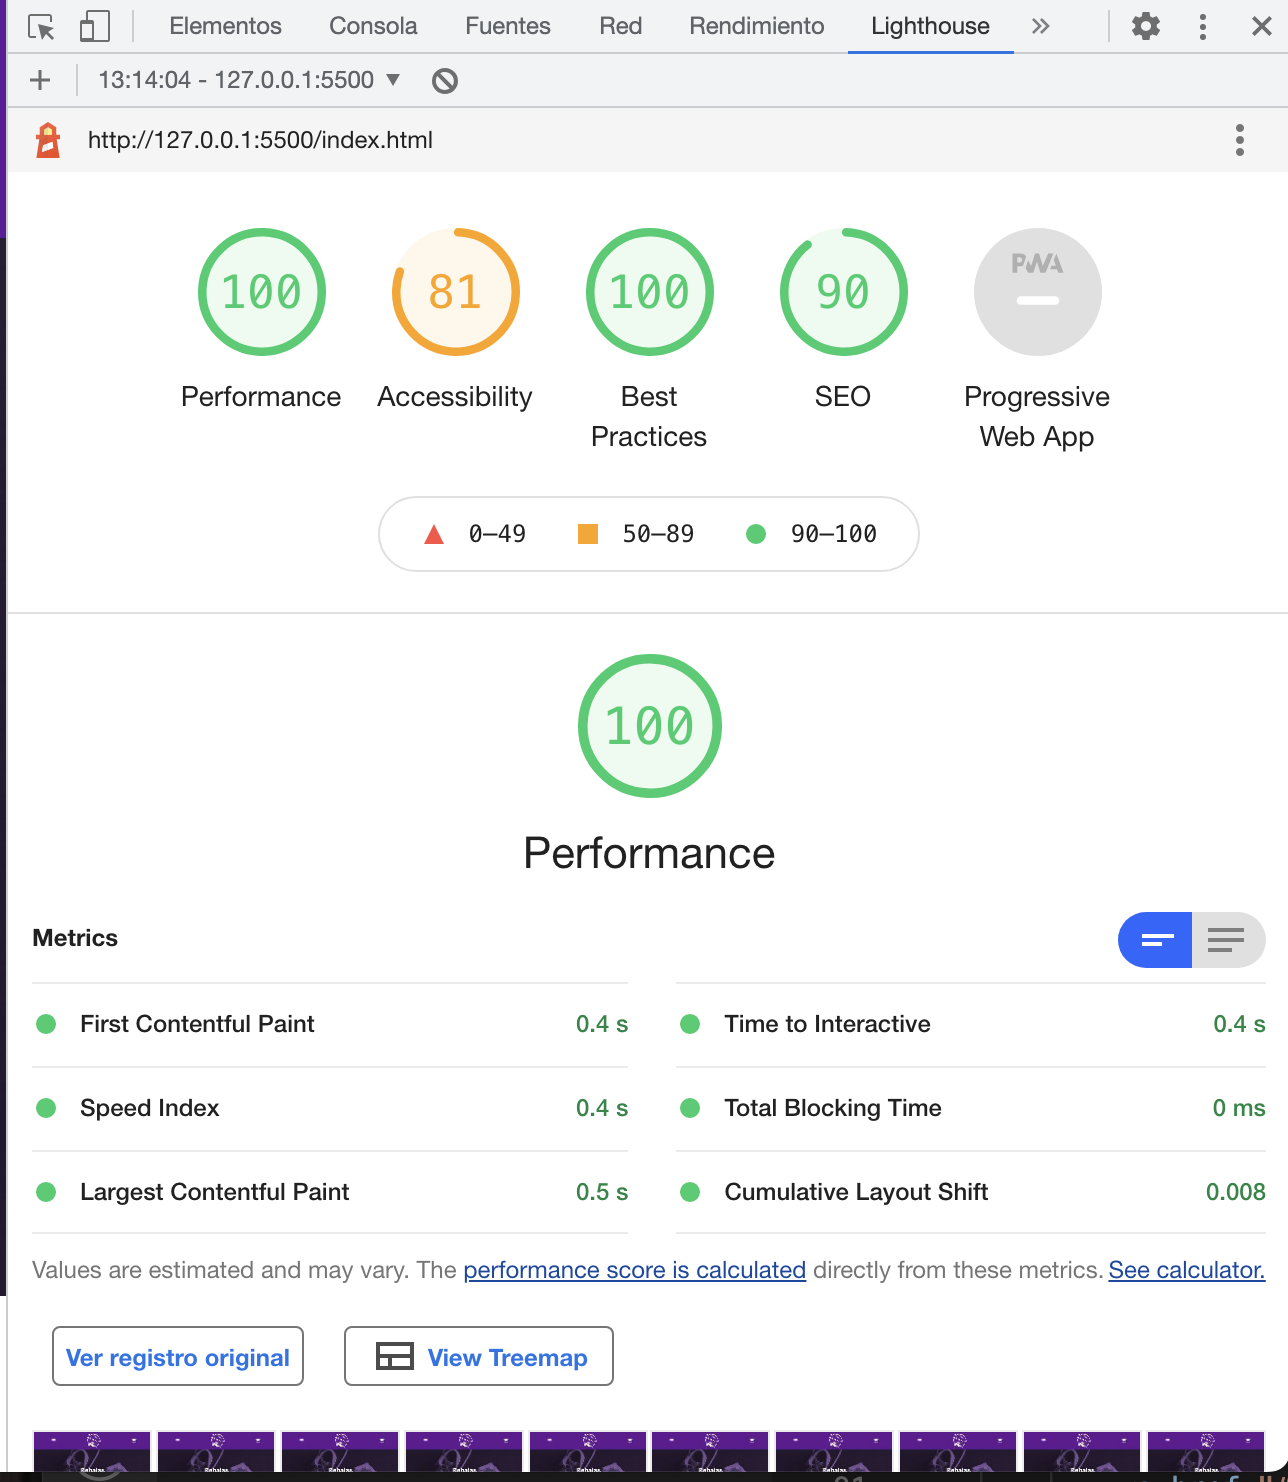 Elementos Consola Fuentes Red Rendimiento Lighthouse
13:14:04 - 127.0.0.1:5500
http://127.0.0.1:5500/index.html
100 81 100 90 PWA
Performance Accessibility Best Practices SEO Progressive Web App
0–49 50–89 90–100
100
Performance
Metrics
First Contentful Paint 0.4 s
Time to Interactive 0.4 s
Speed Index 0.4 s
Total Blocking Time 0 ms
Largest Contentful Paint 0.5 s
Cumulative Layout Shift 0.008
Values are estimated and may vary. The performance score is calculated directly from these metrics. See calculator.
Ver registro original View Treemap